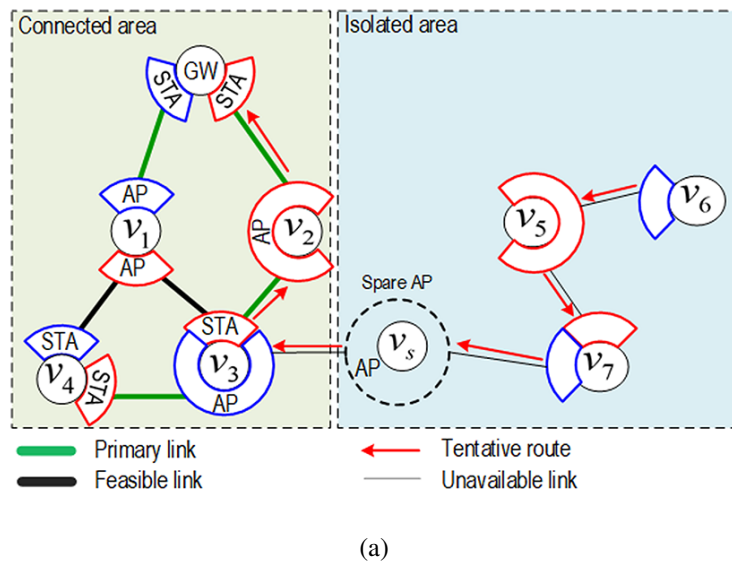 Connected area
Isolated area
GW
STA
STA
AP
v1
AP
AP
v2
v5
v6
Spare AP
STA
v4
STA
STA
v3
AP
vs
AP
v7
Primary link
Tentative route
Feasible link
Unavailable link
(a)